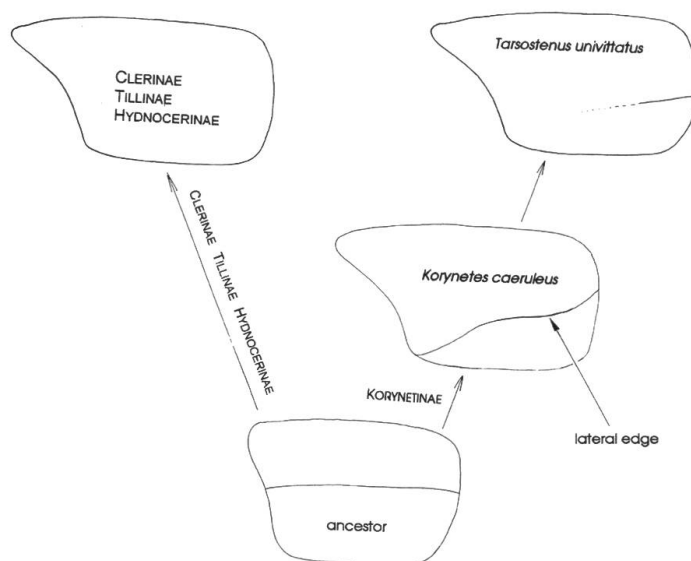 CLERINAE
TILLINAE
HYDNOCERINAE
Tarsostenus univittatus
CLERINAE TILLINAE HYDNOCERINAE
Korynetes caeruleus
KORYNETINAE
lateral edge
ancestor